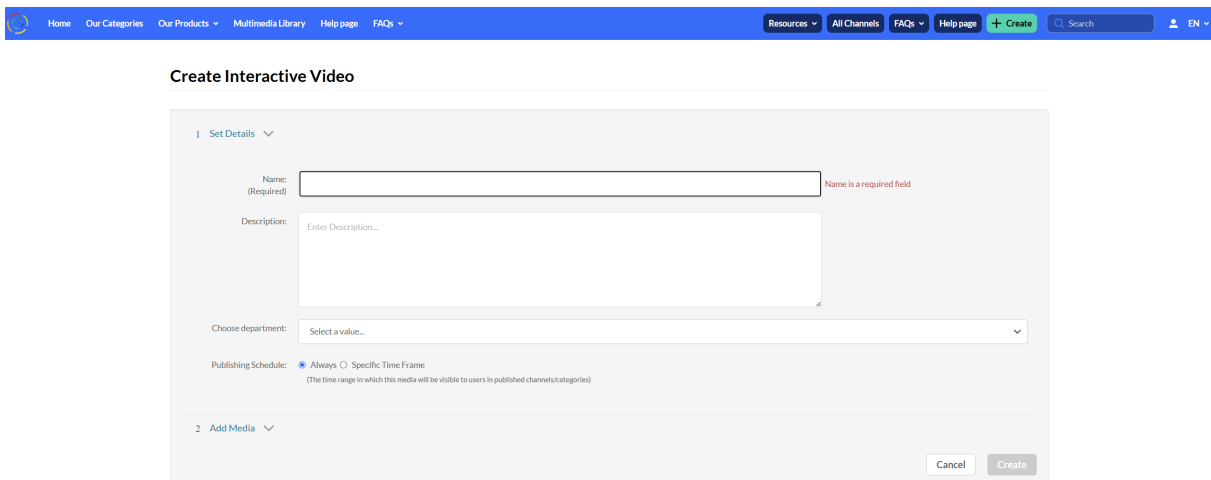 Home Our Categories Our Products Multimedia Library Help page FAQs Resources All Channels FAQs Help page + Create Search EN
Create Interactive Video
1 Set Details
Name:
(Required)
Name is a required field
Description:
Enter Description...
Choose department:
Select a value...
Publishing Schedule:
Always Specific Time Frame
(The time range in which this media will be visible to users in published channels/categories)
2 Add Media
Cancel Create